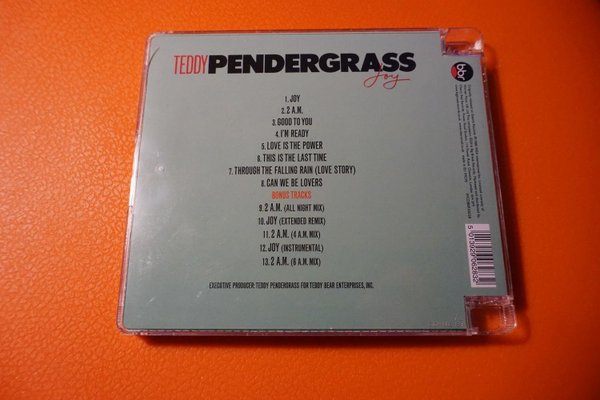 TEDDY PENDERGRASS
Joy
bbr
1. JOY
2. 2 A.M.
3. GOOD TO YOU
4. I'M READY
5. LOVE IS THE POWER
6. THIS IS THE LAST TIME
7. THROUGH THE FALLING RAIN (LOVE STORY)
8. CAN WE BE LOVERS
BONUS TRACKS
9. 2 A.M. (ALL NIGHT MIX)
10. JOY (EXTENDED REMIX)
11. 2 A.M. (4 A.M. MIX)
12. JOY (INSTRUMENTAL)
13. 2 A.M. (6 A.M. MIX)
EXECUTIVE PRODUCER: TEDDY PENDERGRASS FOR TEDDY BEAR ENTERPRISES, INC.